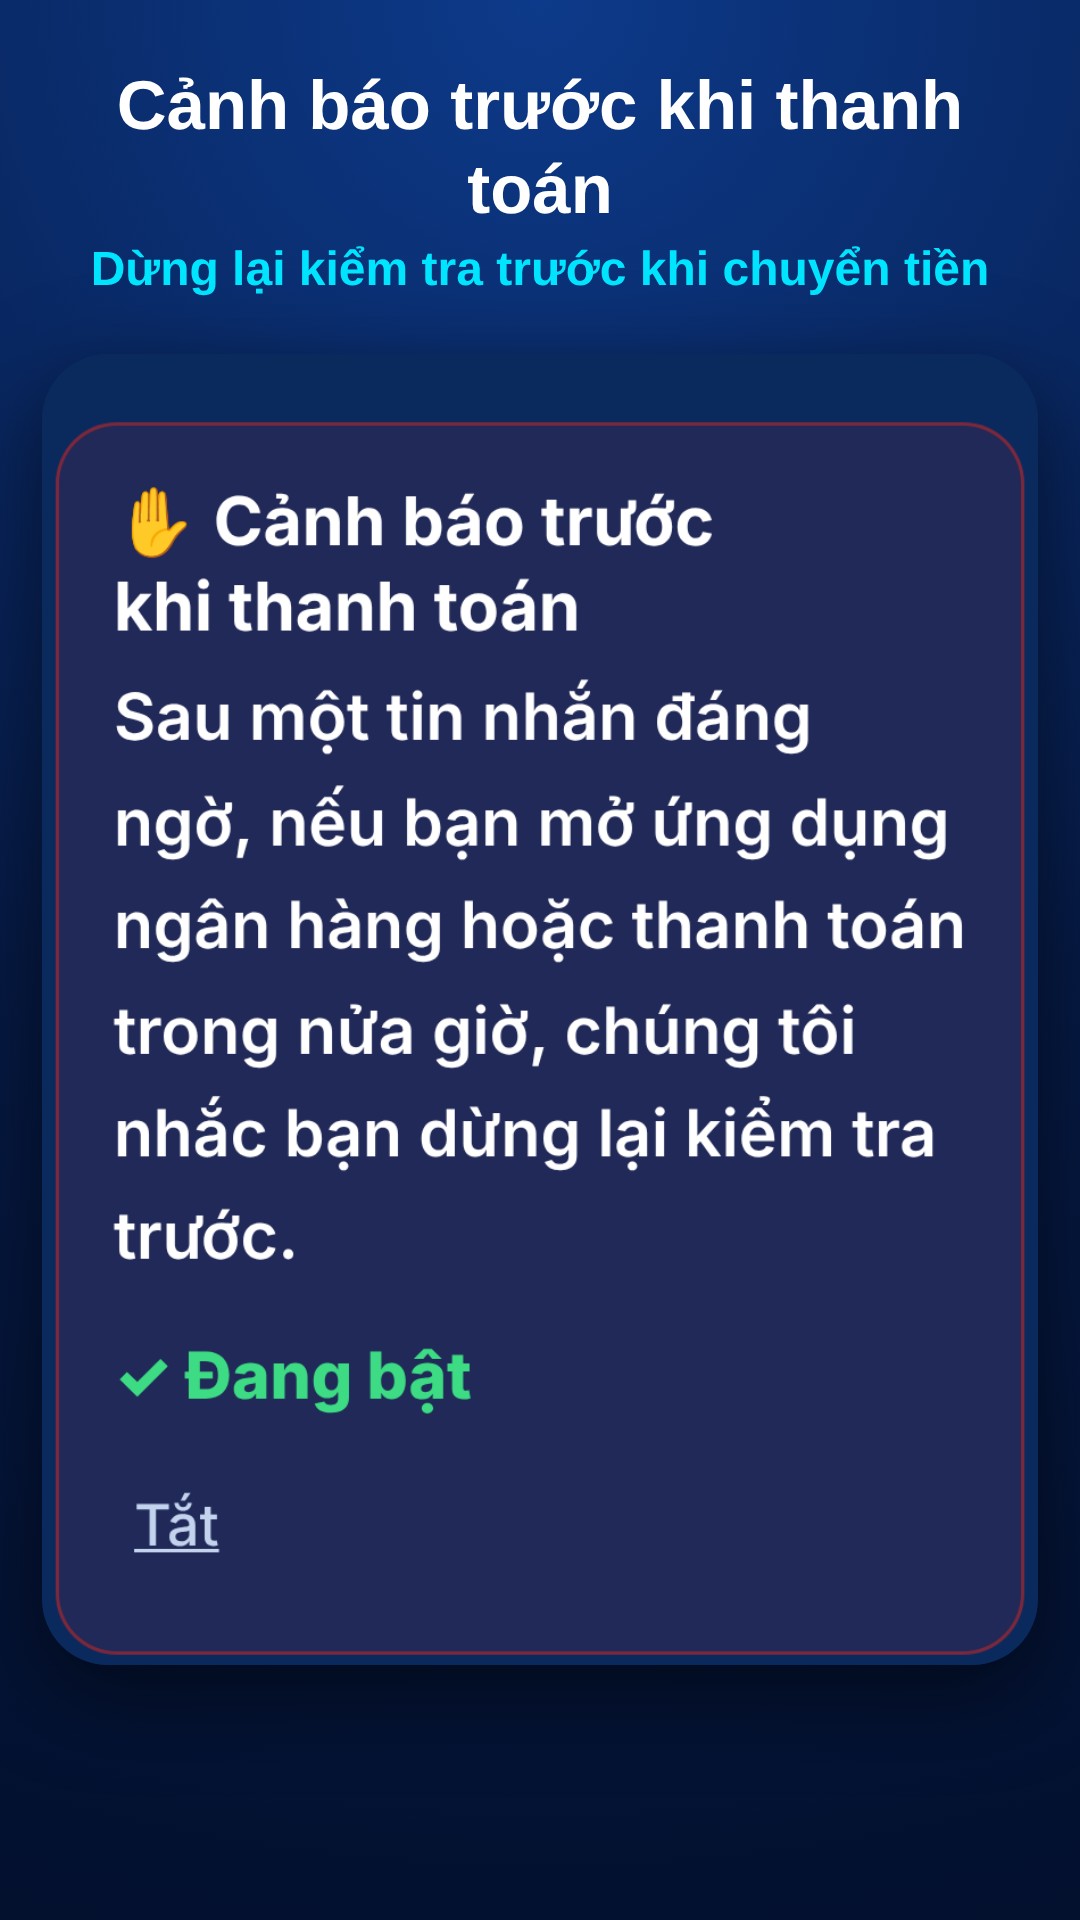 Cảnh báo trước khi thanh
toán
Dừng lại kiểm tra trước khi chuyển tiền
✋ Cảnh báo trước
khi thanh toán
Sau một tin nhắn đáng
ngờ, nếu bạn mở ứng dụng
ngân hàng hoặc thanh toán
trong nửa giờ, chúng tôi
nhắc bạn dừng lại kiểm tra
trước.
✓ Đang bật
Tắt